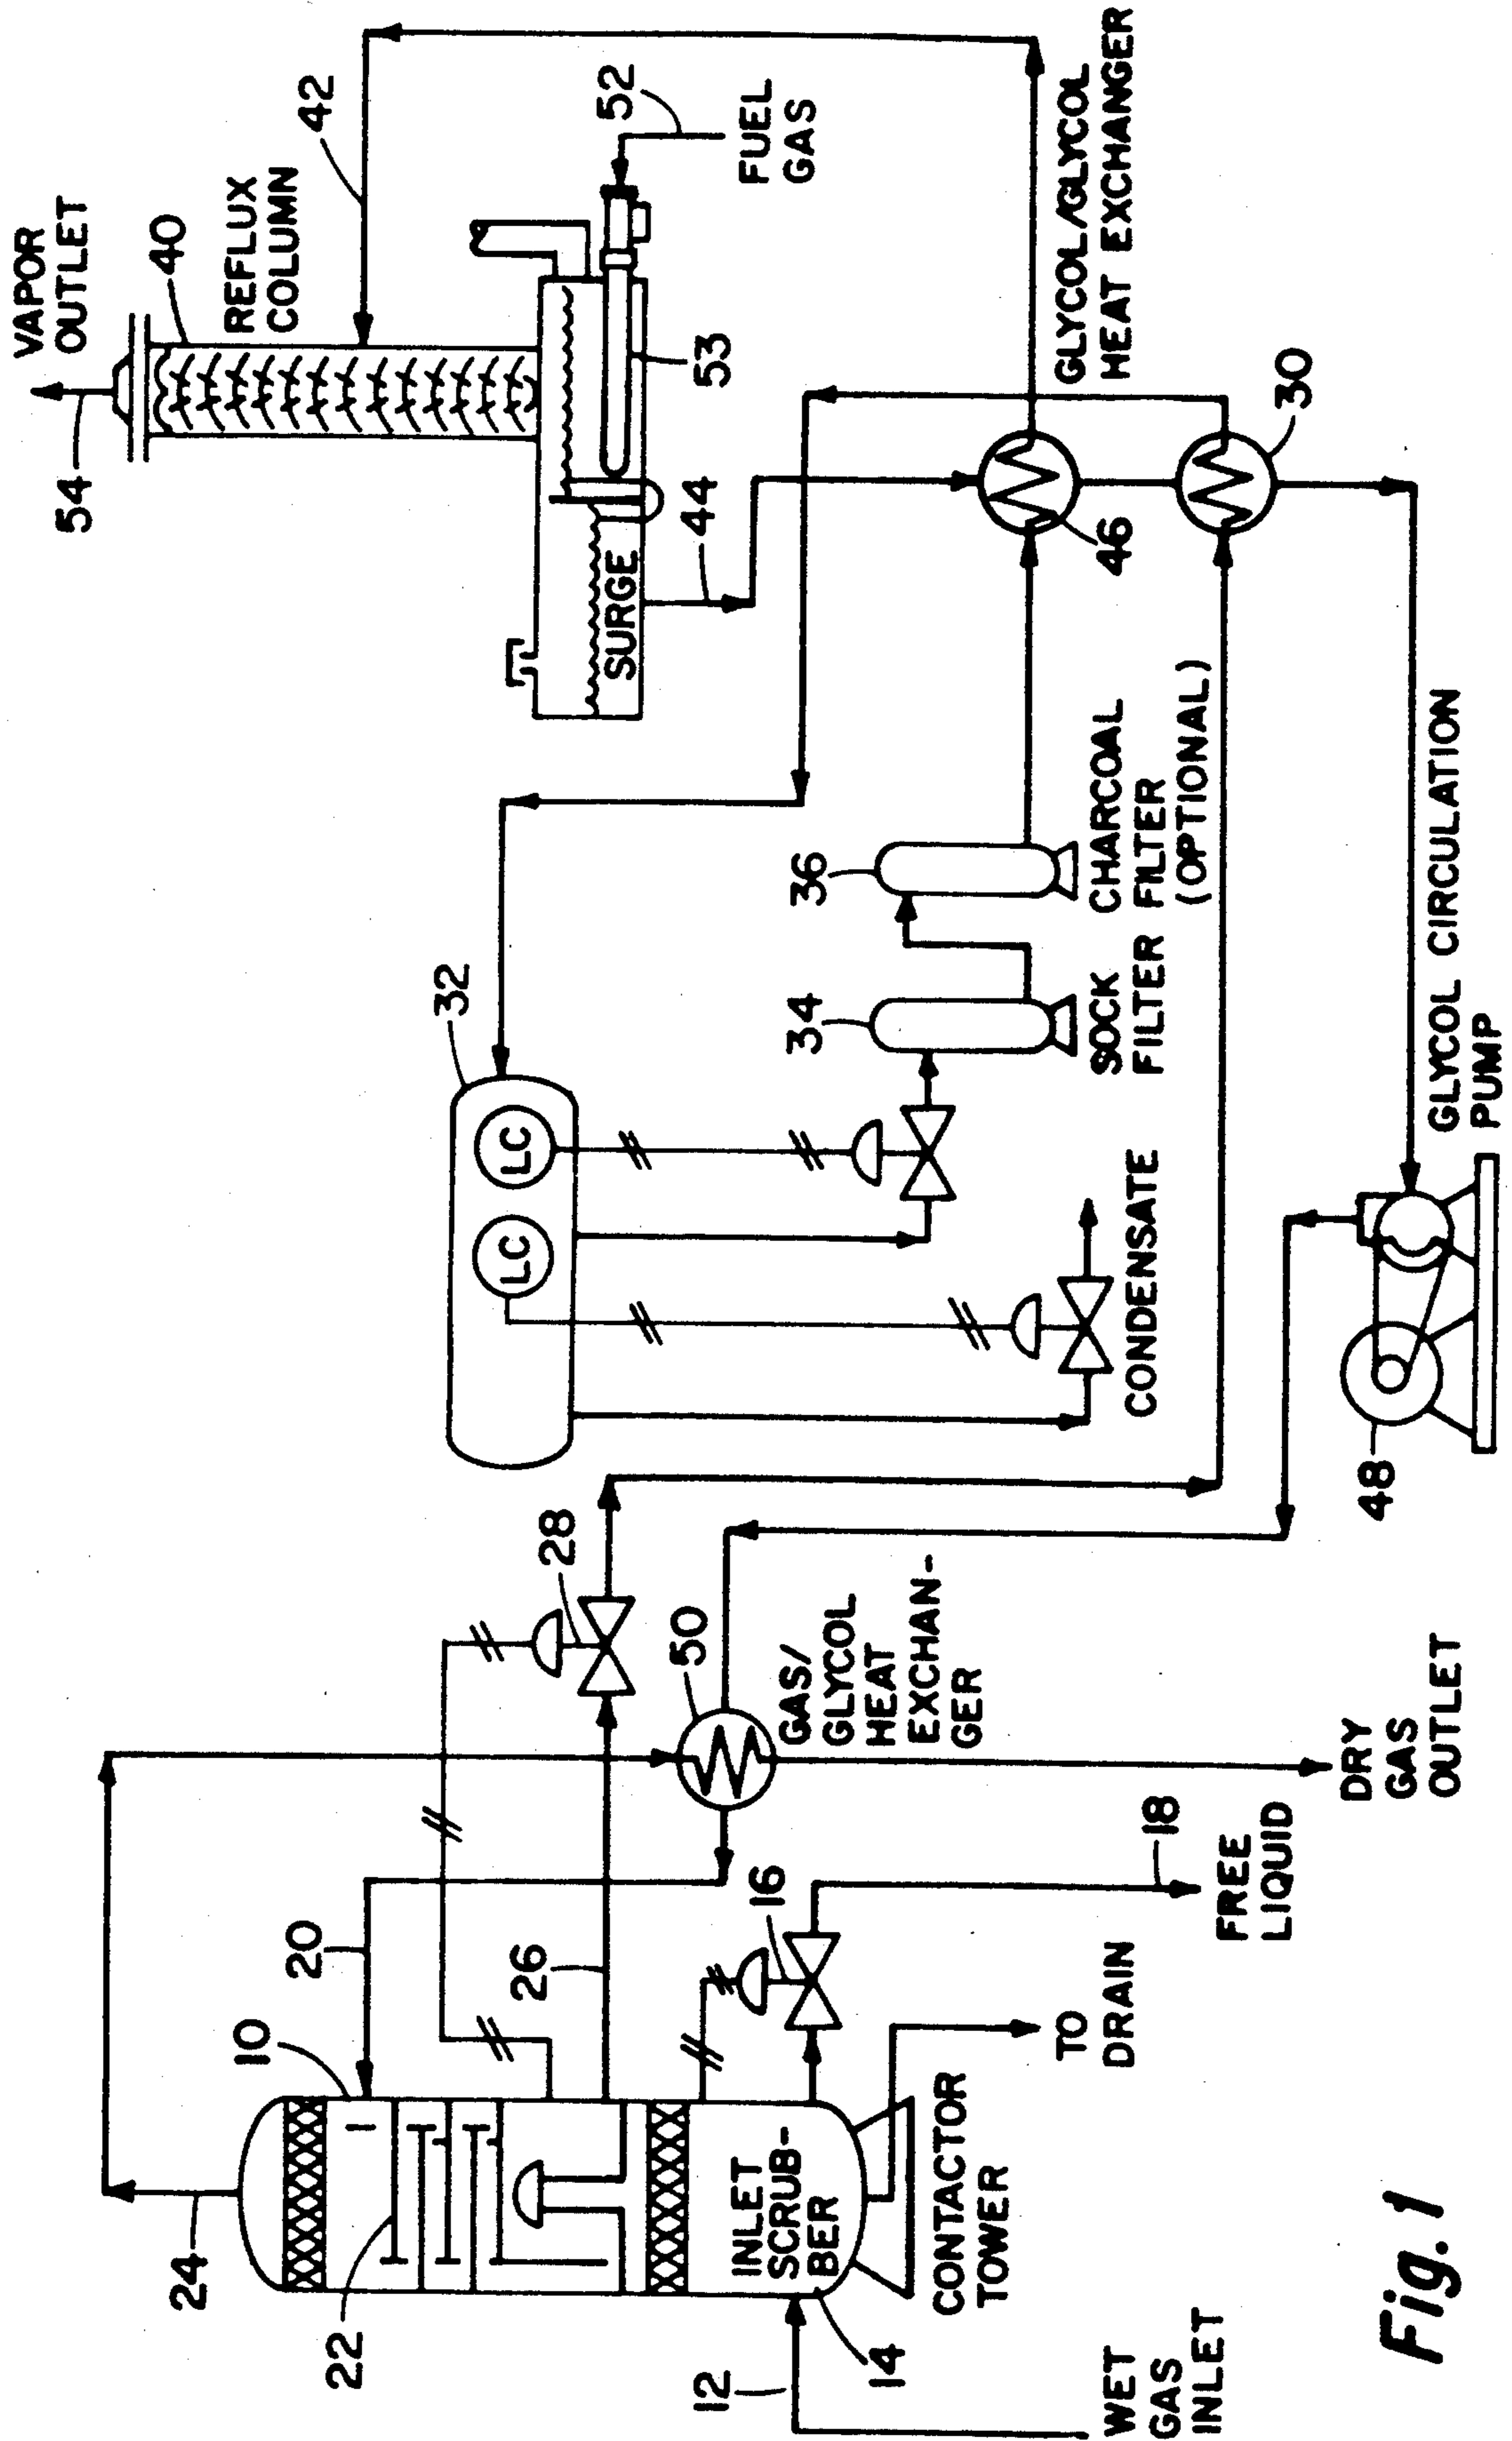 VAPOR
OUTLET
54
40
REFLUX
COLUMN
42
52
FUEL
GAS
53
SURGE
44
GLYCOL/GLYCOL
HEAT EXCHANGER
46
30
32
LC
LC
34
36
SOCK
FILTER
CHARCOAL
FILTER
(OPTIONAL)
CONDENSATE
GLYCOL CIRCULATION
PUMP
48
28
50
GAS/
GLYCOL
HEAT
EXCHAN-
GER
DRY
GAS
OUTLET
24
10
20
22
26
16
18
FREE
LIQUID
TO
DRAIN
INLET
SCRUB-
BER
CONTACTOR
TOWER
12
14
WET
GAS
INLET
Fig. 1